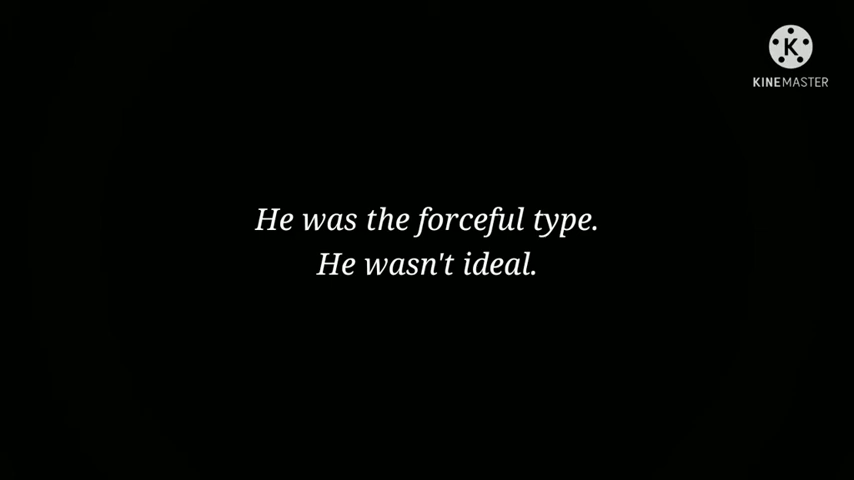 KINEMASTER
He was the forceful type.
He wasn't ideal.